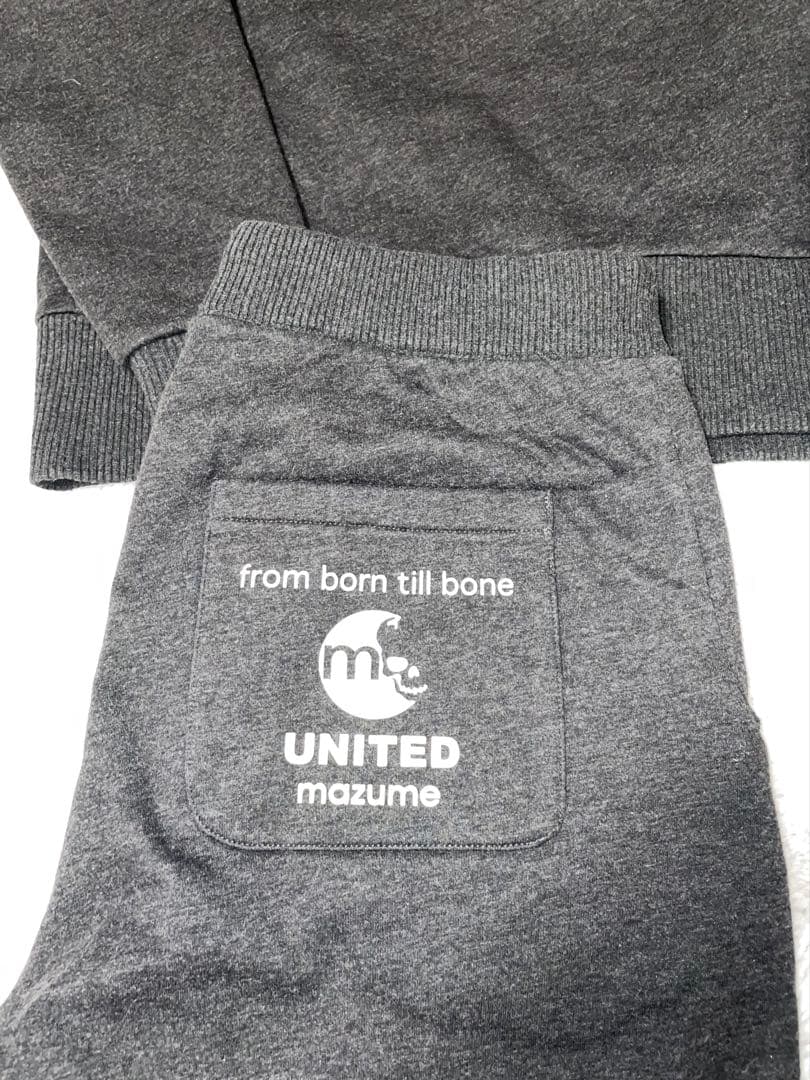 from born till bone
m
UNITED
mazume